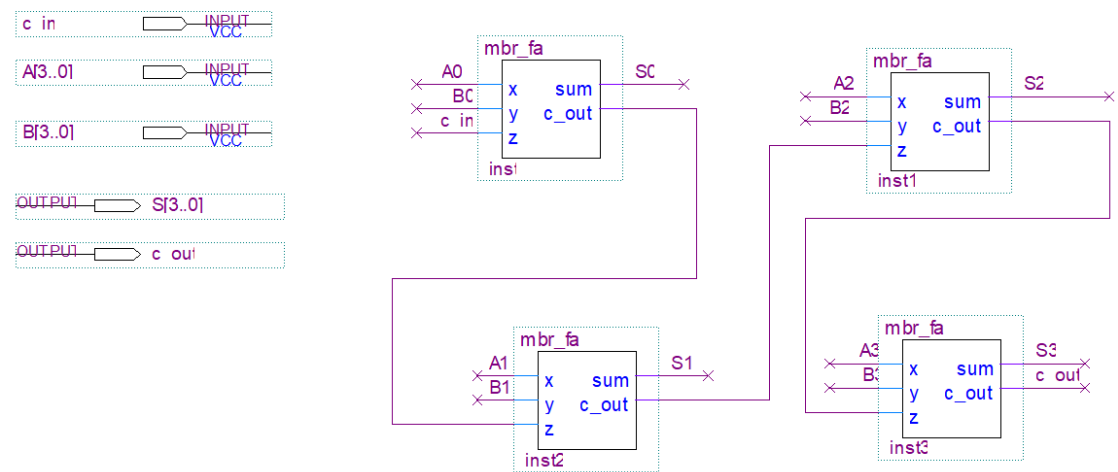 c_in INPUT
VCC
A[3..0] INPUT
VCC
B[3..0] INPUT
VCC
OUTPUT S[3..0]
OUTPUT c_out
mbr_fa
A0 x sum S0
B0 y c_out
c_in z
inst
mbr_fa
A2 x sum S2
B2 y c_out
z
inst1
mbr_fa
A1 x sum S1
B1 y c_out
z
inst2
mbr_fa
A3 x sum S3
B3 y c_out c_out
z
inst3